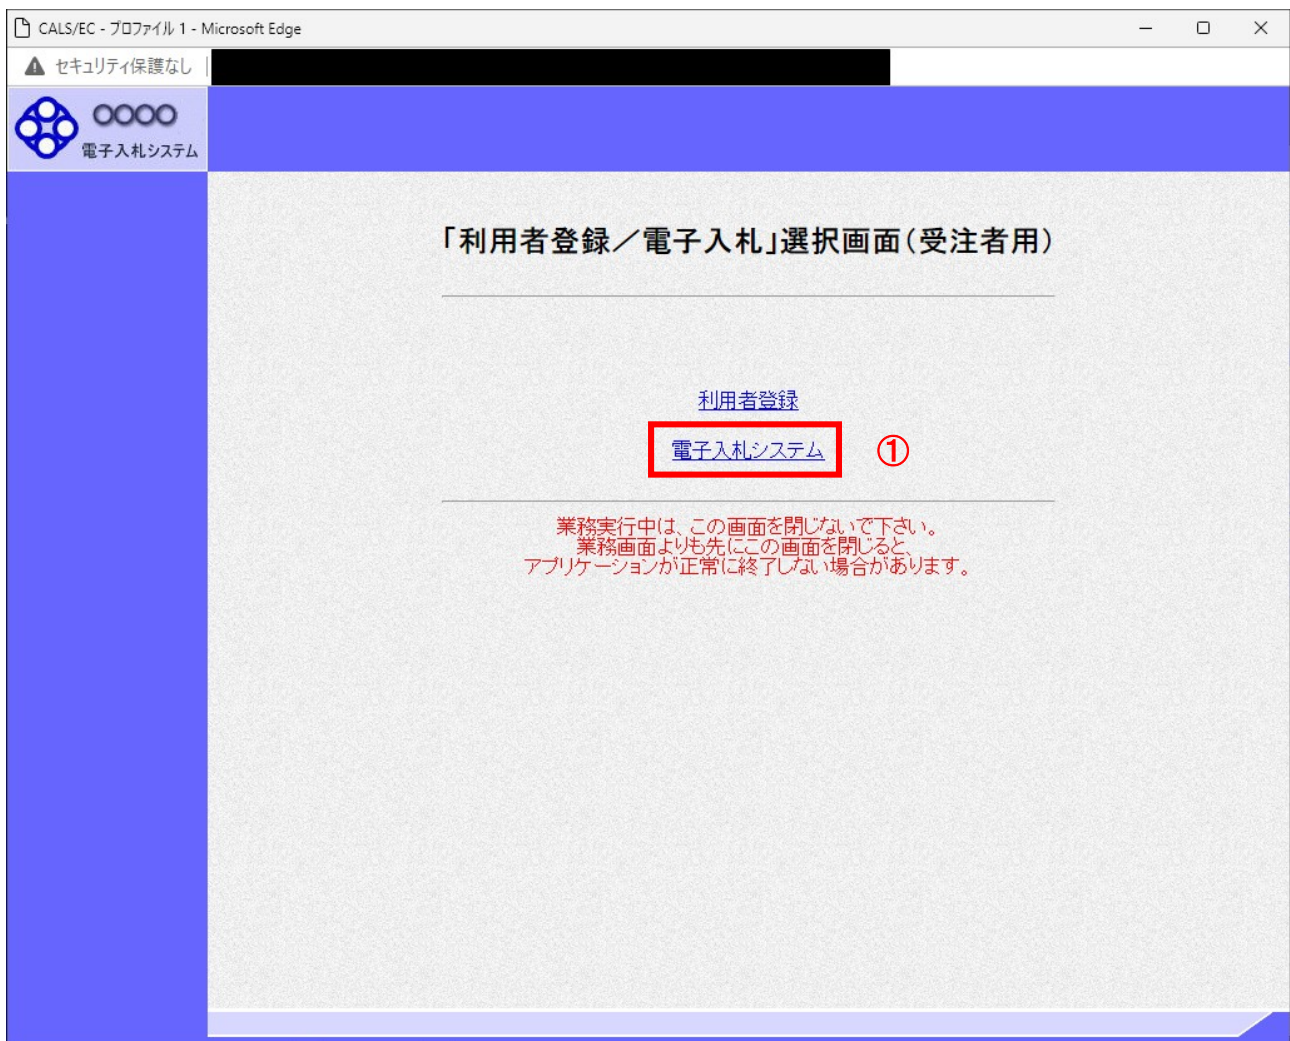 CALS/EC - プロファイル 1 - Microsoft Edge
セキュリティ保護なし
○○○○
電子入札システム
「利用者登録／電子入札」選択画面（受注者用）
利用者登録
電子入札システム ①
業務実行中は、この画面を閉じないで下さい。
業務画面よりも先にこの画面を閉じると、
アプリケーションが正常に終了しない場合があります。